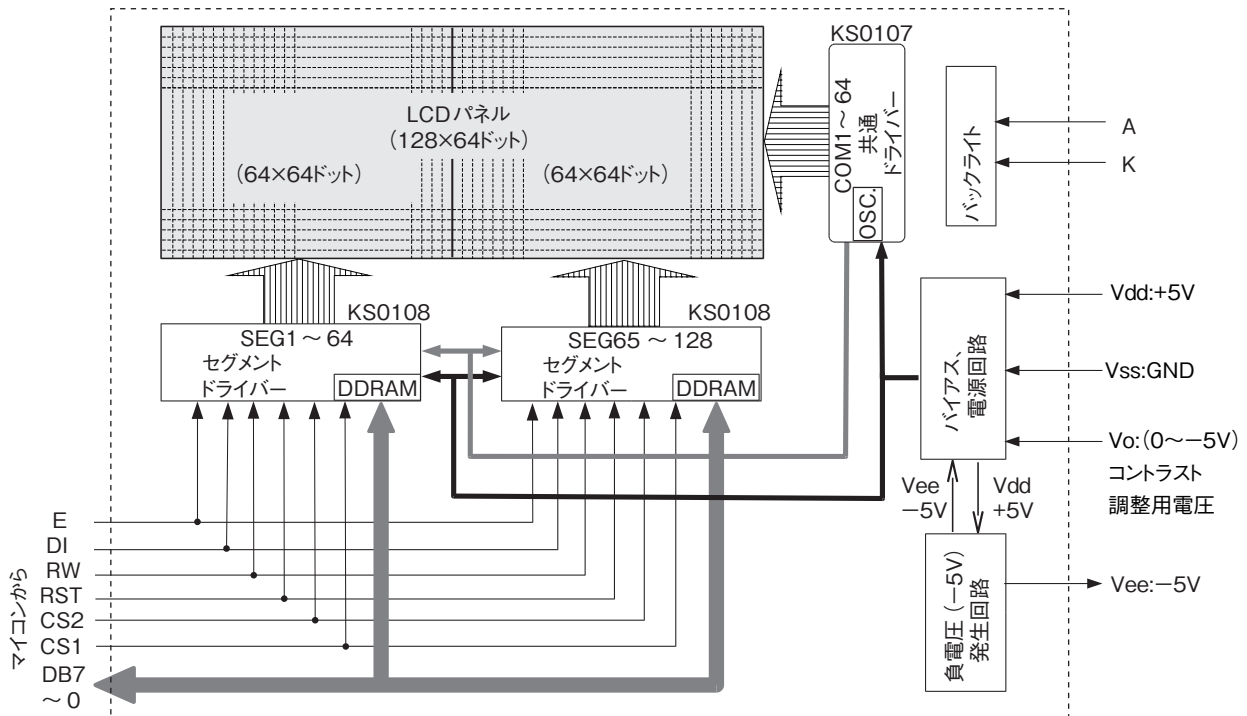 KS0107
LCDパネル
(128×64ドット)
(64×64ドット)
(64×64ドット)
COM1～64
共通
ドライバー
OSC.
バックライト
A
K
KS0108
SEG1～64
セグメント
ドライバー
DDRAM
KS0108
SEG65～128
セグメント
ドライバー
DDRAM
バイアス、
電源回路
Vdd:+5V
Vss:GND
Vo:(0～−5V)
コントラスト
調整用電圧
Vee
−5V
Vdd
+5V
負電圧(−5V)
発生回路
Vee:−5V
マイコンから
E
DI
RW
RST
CS2
CS1
DB7
～0